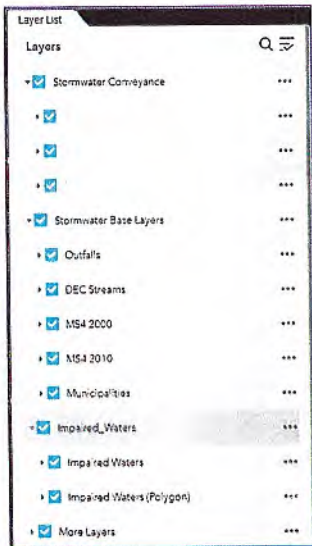 Layer List
Layers
Stormwater Conveyance
Stormwater Base Layers
Outfalls
DEC Streams
MS4 2000
MS4 2010
Municipalities
Impaired_Waters
Impaired Waters
Impaired Waters (Polygon)
More Layers